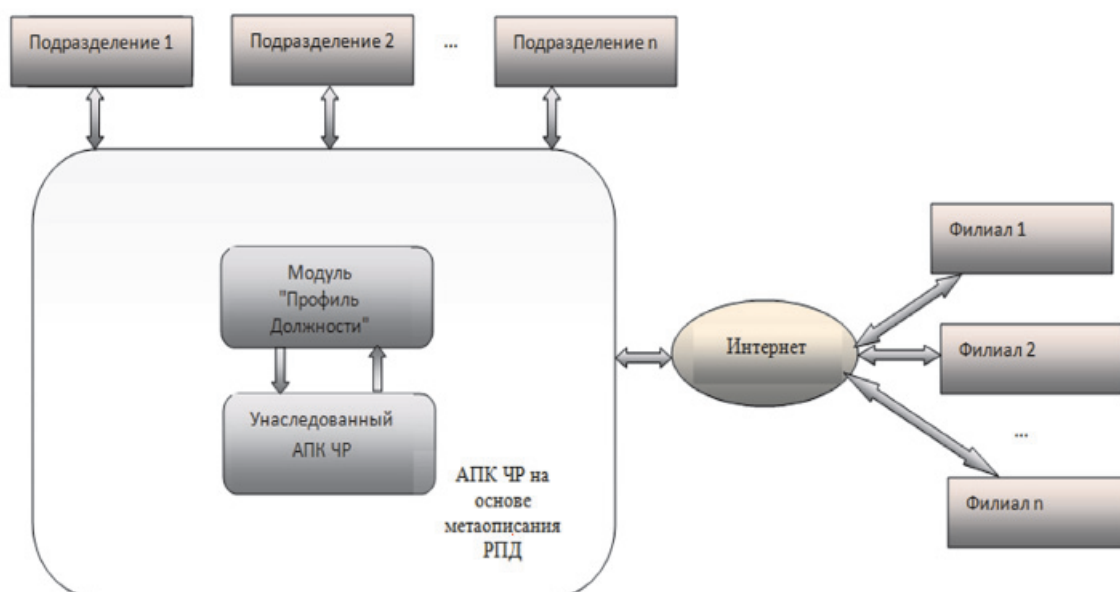 Подразделение 1
Подразделение 2
...
Подразделение n
Модуль
"Профиль
Должности"
Унаследованный
АПК ЧР
АПК ЧР на
основе
метаописания
РПД
Интернет
Филиал 1
Филиал 2
...
Филиал n